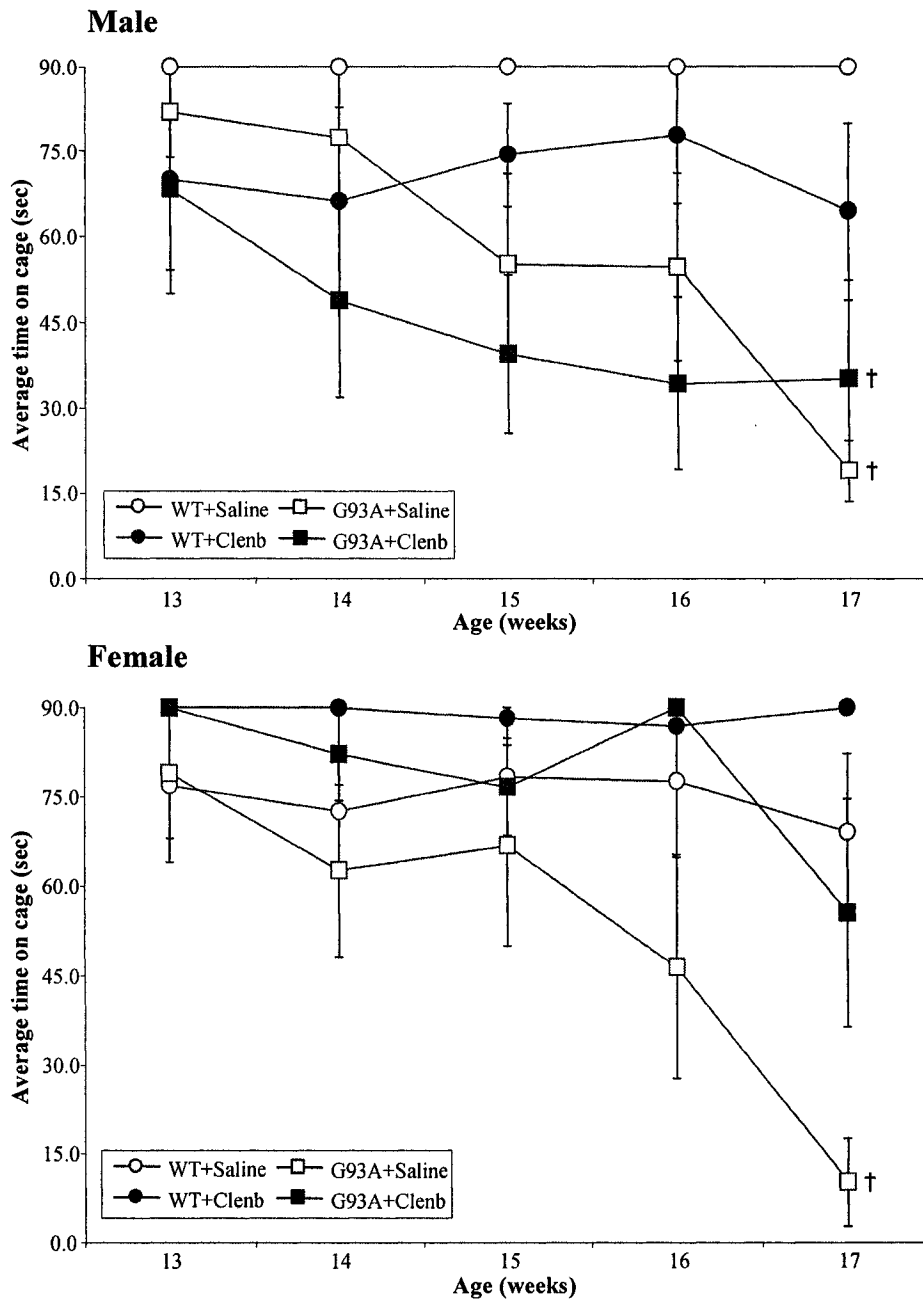 Male
90.0
75.0
60.0
45.0
30.0
15.0
0.0
Average time on cage (sec)
†
†
WT+Saline G93A+Saline
WT+Clenb G93A+Clenb
13 14 15 16 17
Age (weeks)
Female
90.0
75.0
60.0
45.0
30.0
15.0
0.0
Average time on cage (sec)
†
WT+Saline G93A+Saline
WT+Clenb G93A+Clenb
13 14 15 16 17
Age (weeks)